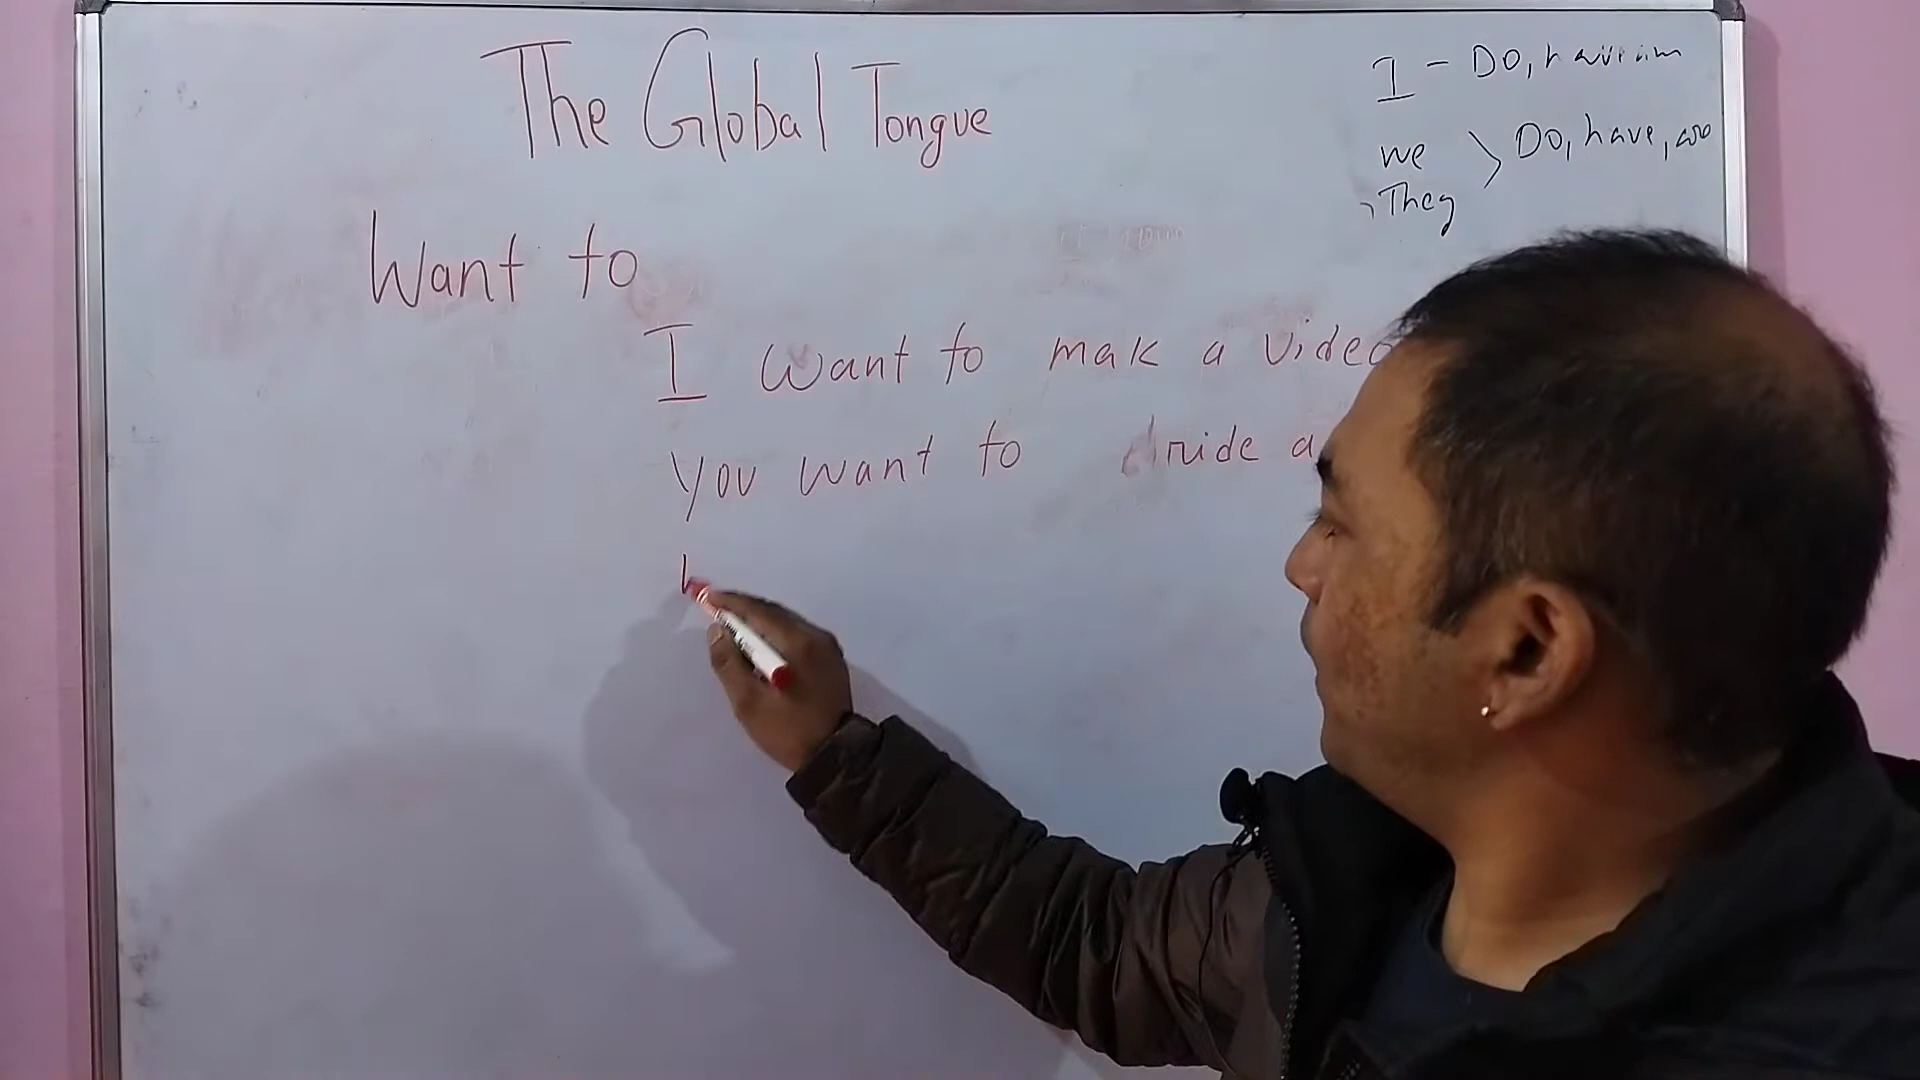 The Global Tongue
I - Do, have am
we
They > Do, have, are
Want to
I want to mak a video
You want to dride a